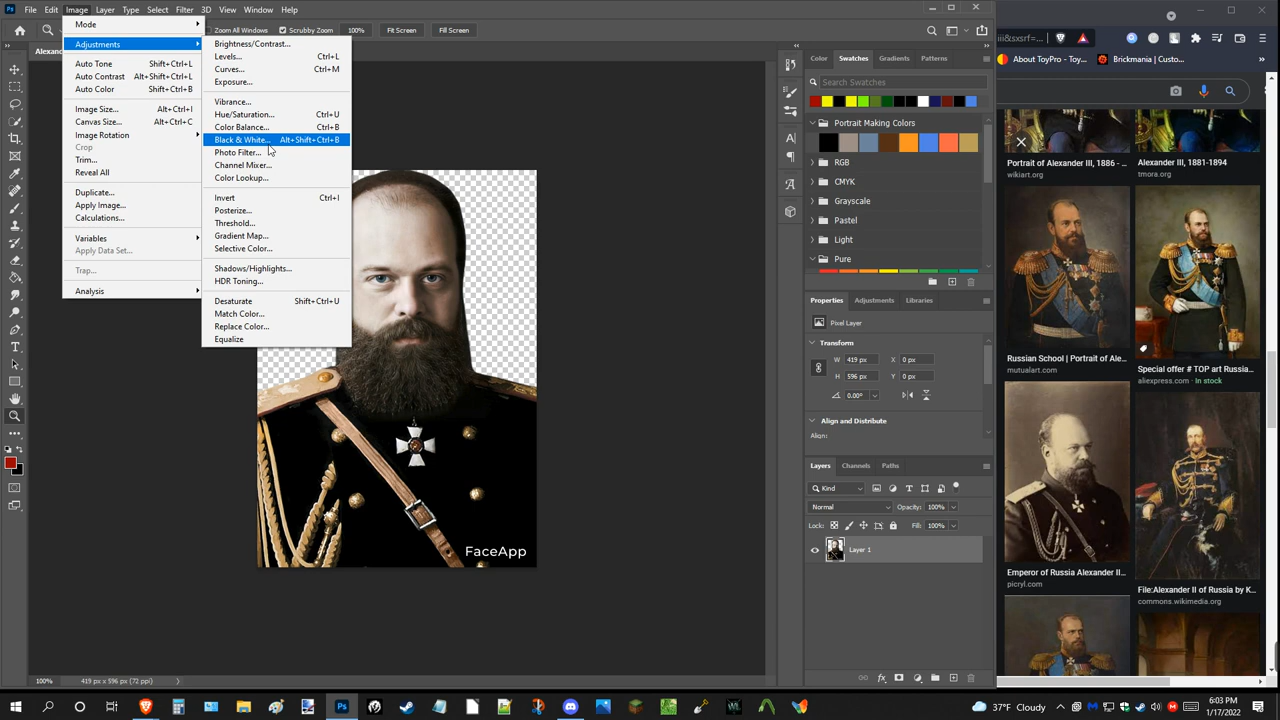 File Edit Image Layer Type Select Filter 3D View Window Help
Zoom All Windows Scrubby Zoom 100% Fit Screen Fill Screen
Mode
Adjustments
Auto Tone Shift+Ctrl+L
Auto Contrast Alt+Shift+Ctrl+L
Auto Color Shift+Ctrl+B
Image Size... Alt+Ctrl+I
Canvas Size... Alt+Ctrl+C
Image Rotation
Crop
Trim...
Reveal All
Duplicate...
Apply Image...
Calculations...
Variables
Apply Data Set...
Trap...
Analysis
Brightness/Contrast...
Levels... Ctrl+L
Curves... Ctrl+M
Exposure...
Vibrance...
Hue/Saturation... Ctrl+U
Color Balance... Ctrl+B
Black & White... Alt+Shift+Ctrl+B
Photo Filter...
Channel Mixer...
Color Lookup...
Invert Ctrl+I
Posterize...
Threshold...
Gradient Map...
Selective Color...
Shadows/Highlights...
HDR Toning...
Desaturate Shift+Ctrl+U
Match Color...
Replace Color...
Equalize
FaceApp
100% 419 px x 596 px (72 ppi)
Color Swatches Gradients Patterns
Search Swatches
Portrait Making Colors
RGB
CMYK
Grayscale
Pastel
Light
Pure
Properties Adjustments Libraries
Pixel Layer
Transform
W 419 px X 0 px
H 596 px Y 0 px
0.00°
Align and Distribute
Align:
Layers Channels Paths
Kind
Normal Opacity: 100%
Lock: Fill: 100%
Layer 1
About ToyPro - Toy... Brickmania | Custo...
Portrait of Alexander III, 1886 - ...
wikiart.org
Alexander III, 1881-1894
tmora.org
Russian School | Portrait of Ale...
mutualart.com
Special offer # TOP art Russia...
aliexpress.com · In stock
Emperor of Russia Alexander II...
picryl.com
File:Alexander II of Russia by K...
commons.wikimedia.org
37°F Cloudy
6:03 PM
1/17/2022